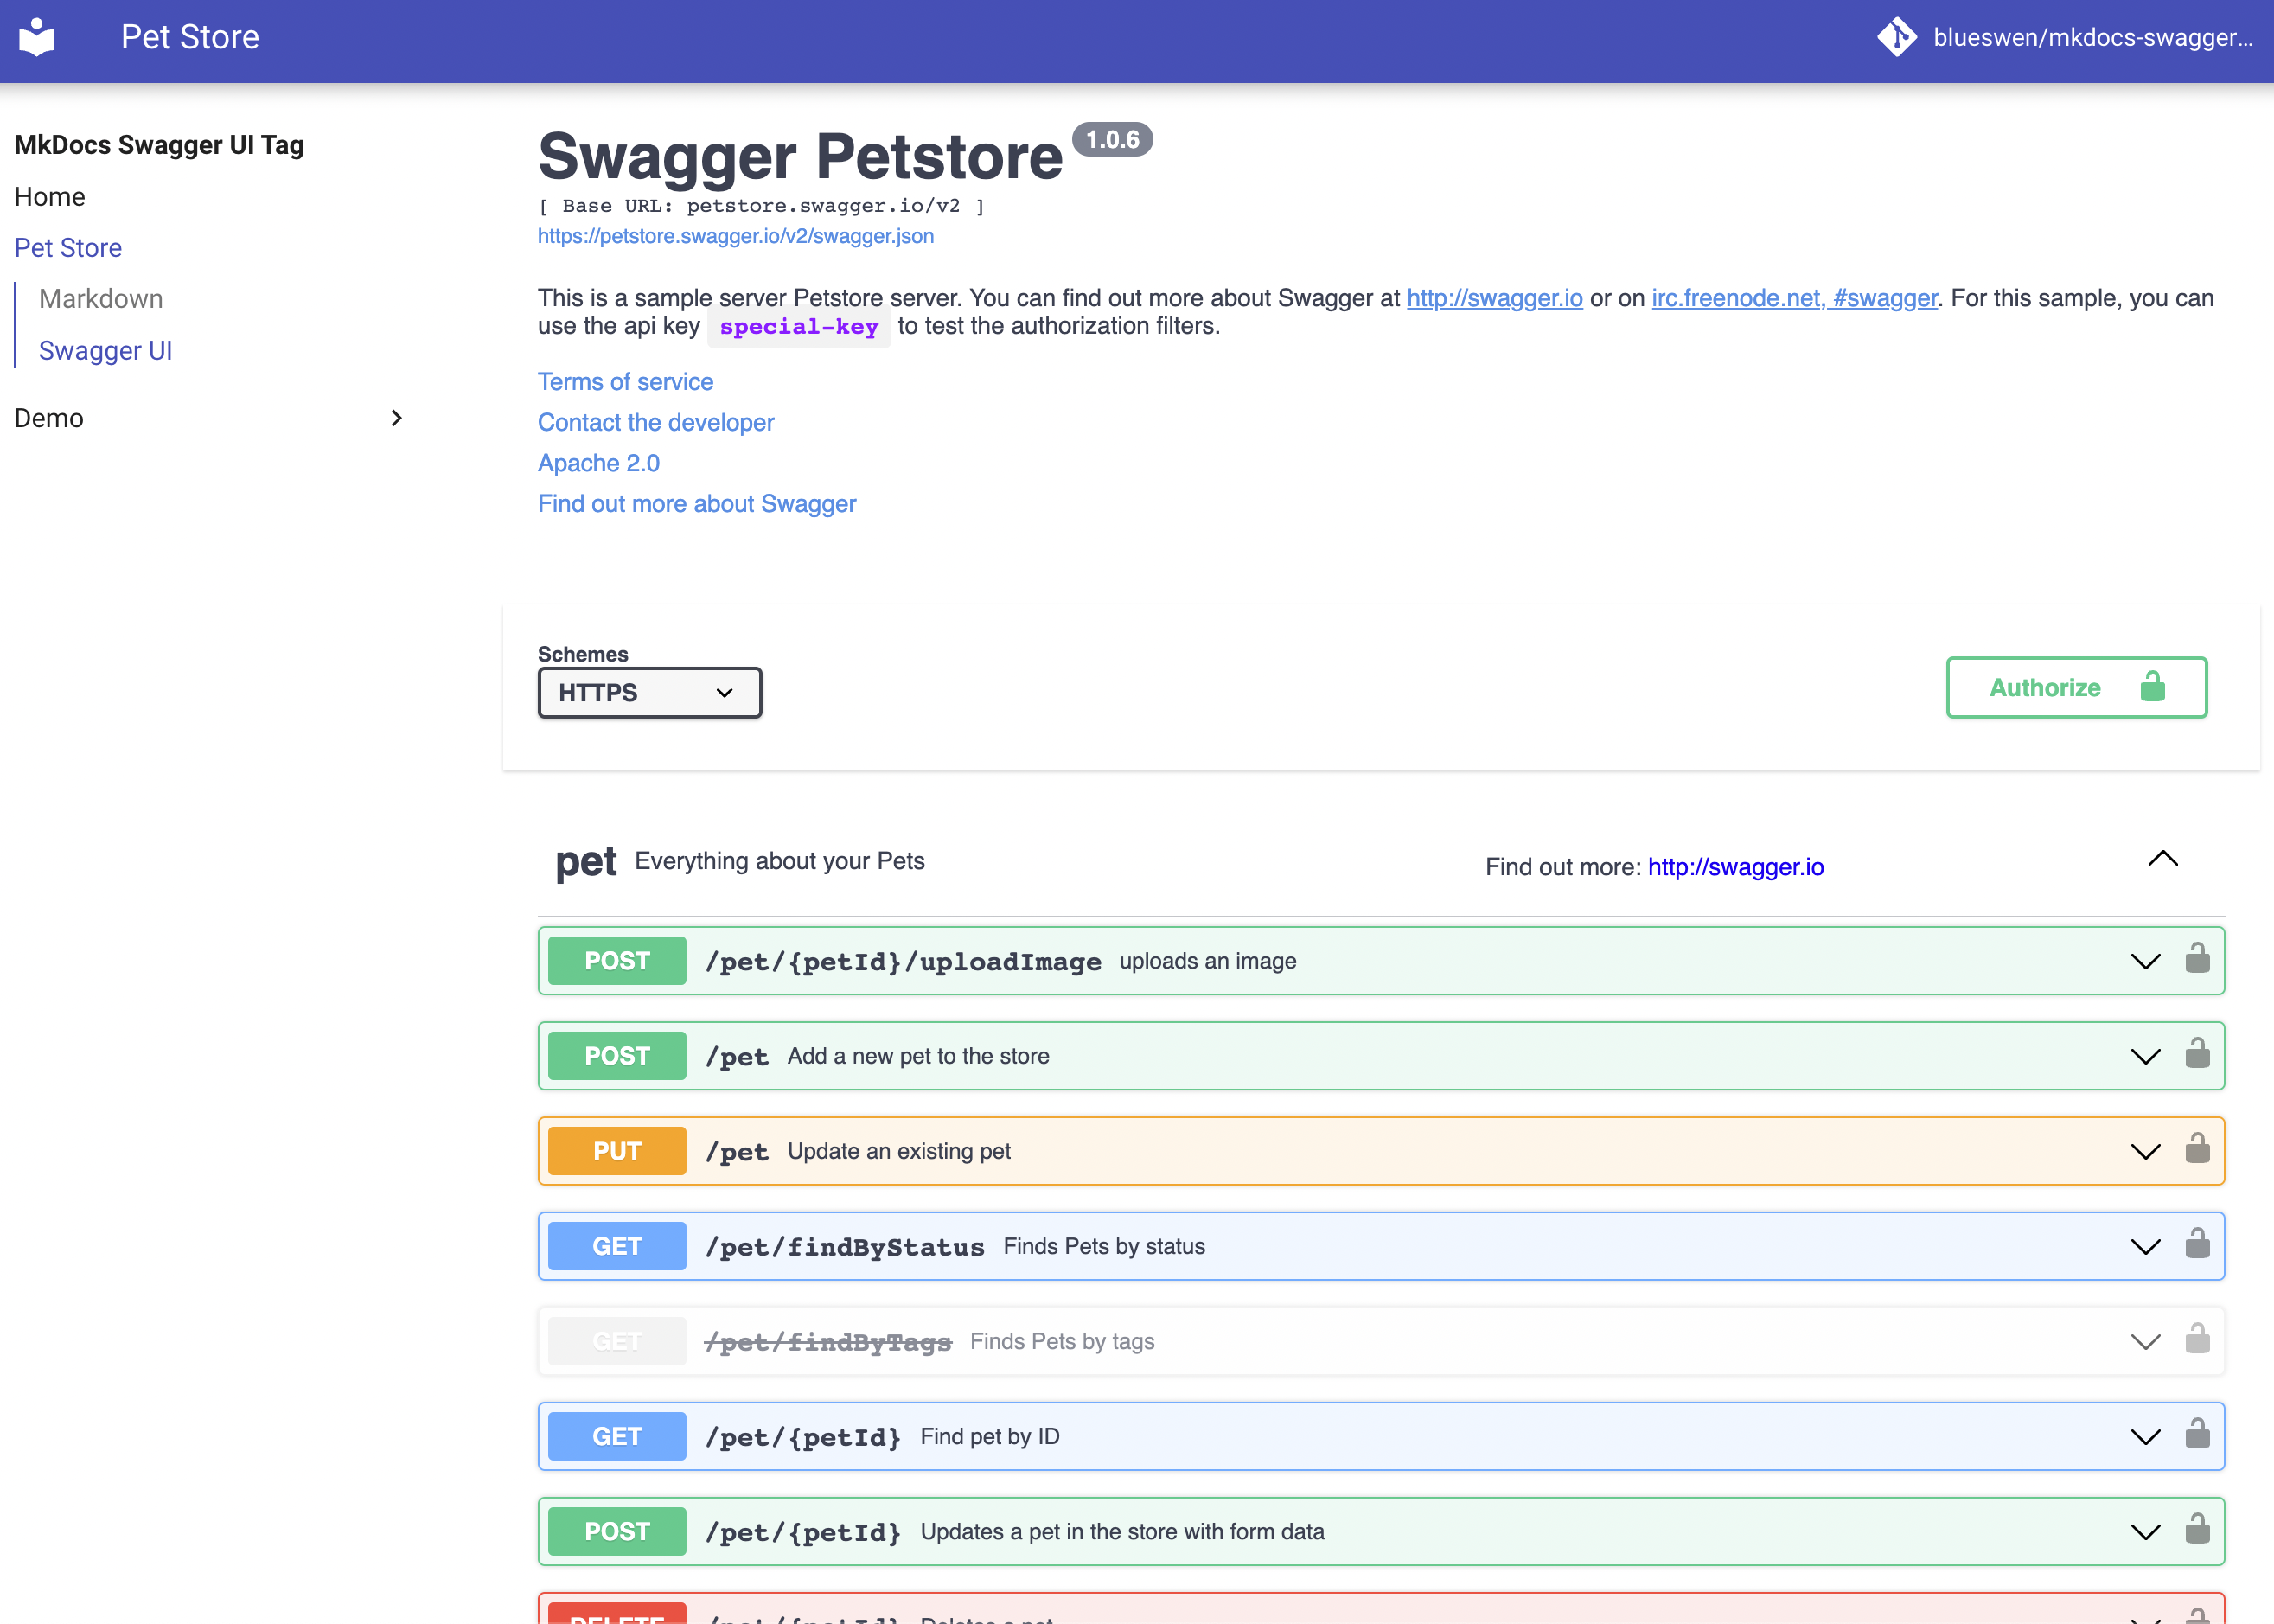 Pet Store
blueswen/mkdocs-swagger...
MkDocs Swagger UI Tag
Home
Pet Store
Markdown
Swagger UI
Demo
Swagger Petstore 1.0.6
[ Base URL: petstore.swagger.io/v2 ]
https://petstore.swagger.io/v2/swagger.json
This is a sample server Petstore server. You can find out more about Swagger at http://swagger.io or on irc.freenode.net, #swagger. For this sample, you can
use the api key special-key to test the authorization filters.
Terms of service
Contact the developer
Apache 2.0
Find out more about Swagger
Schemes
HTTPS
Authorize
pet Everything about your Pets Find out more: http://swagger.io
POST /pet/{petId}/uploadImage uploads an image
POST /pet Add a new pet to the store
PUT /pet Update an existing pet
GET /pet/findByStatus Finds Pets by status
GET /pet/findByTags Finds Pets by tags
GET /pet/{petId} Find pet by ID
POST /pet/{petId} Updates a pet in the store with form data
DELETE /pet/{petId} Deletes a pet